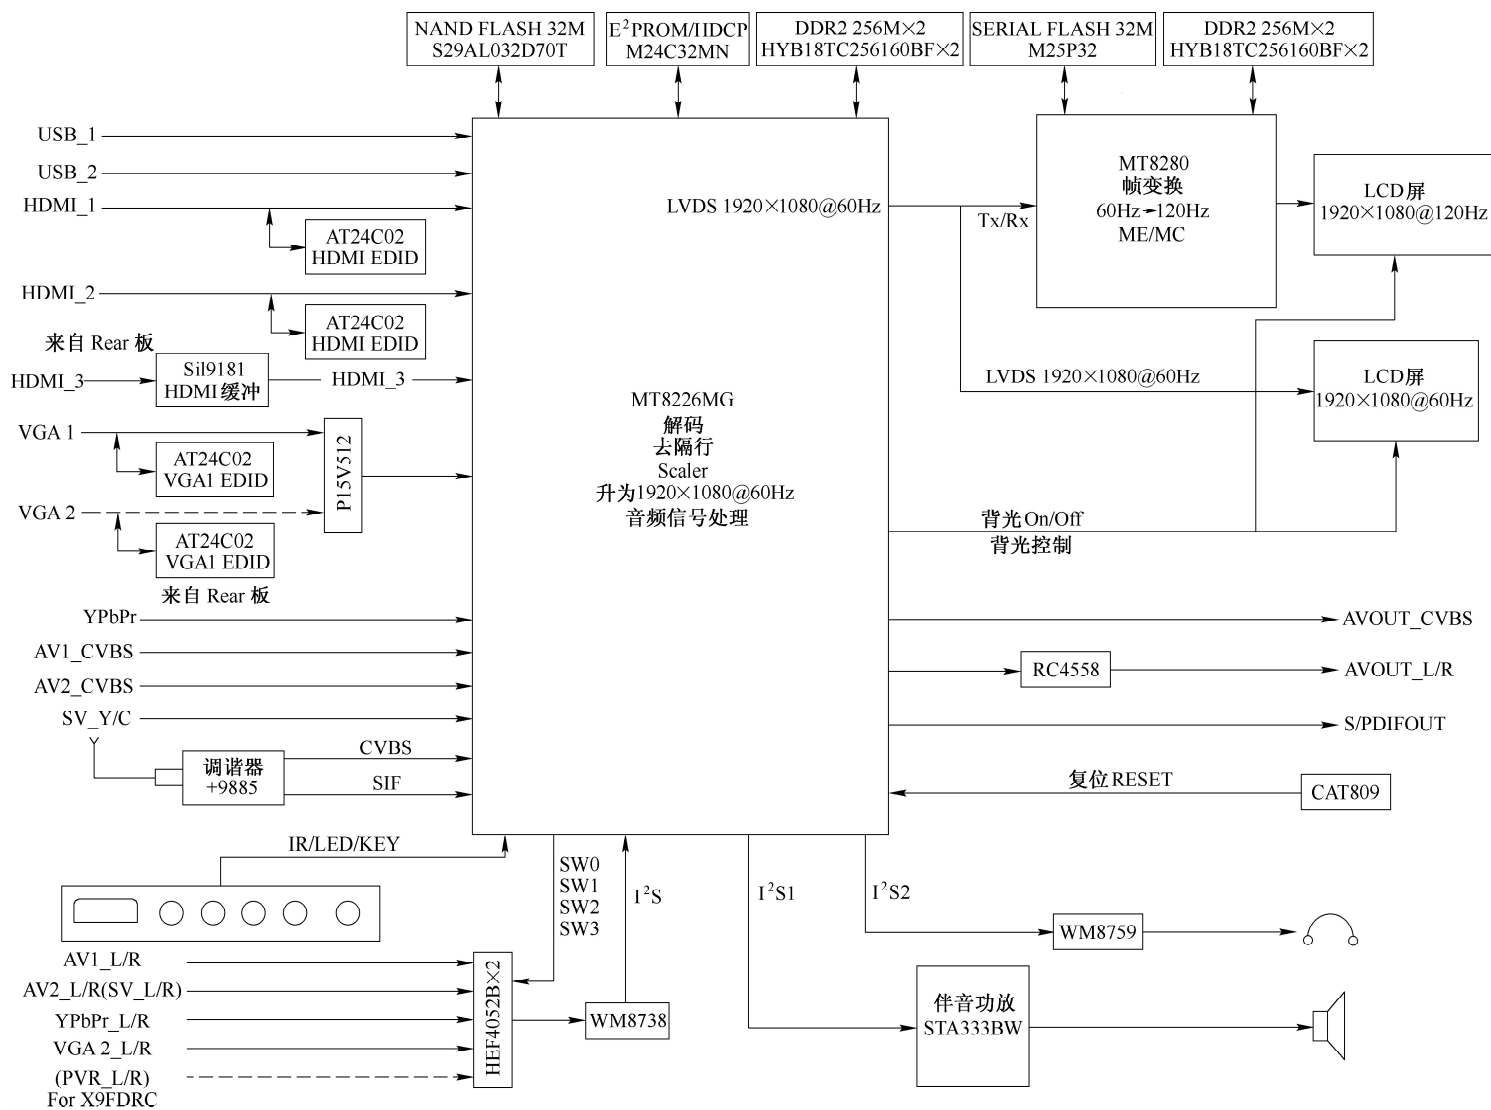 NAND FLASH 32M
S29AL032D70T
E²PROM/HDCP
M24C32MN
DDR2 256M×2
HYB18TC256160BF×2
SERIAL FLASH 32M
M25P32
DDR2 256M×2
HYB18TC256160BF×2
USB_1
USB_2
HDMI_1
AT24C02
HDMI EDID
HDMI_2
AT24C02
HDMI EDID
来自 Rear 板
HDMI_3
Sil9181
HDMI缓冲
HDMI_3
VGA 1
AT24C02
VGA1 EDID
VGA 2
AT24C02
VGA1 EDID
来自 Rear 板
P15V512
YPbPr
AV1_CVBS
AV2_CVBS
SV_Y/C
调谐器
+9885
CVBS
SIF
LVDS 1920×1080@60Hz
MT8226MG
解码
去隔行
Scaler
升为1920×1080@60Hz
音频信号处理
Tx/Rx
MT8280
帧变换
60Hz→120Hz
ME/MC
LCD屏
1920×1080@120Hz
LVDS 1920×1080@60Hz
LCD屏
1920×1080@60Hz
背光On/Off
背光控制
AVOUT_CVBS
RC4558
AVOUT_L/R
S/PDIFOUT
复位RESET
CAT809
IR/LED/KEY
SW0
SW1
SW2
SW3
I²S
I²S1
I²S2
WM8759
AV1_L/R
AV2_L/R(SV_L/R)
YPbPr_L/R
VGA 2_L/R
(PVR_L/R)
For X9FDRC
HEF4052B×2
WM8738
伴音功放
STA333BW